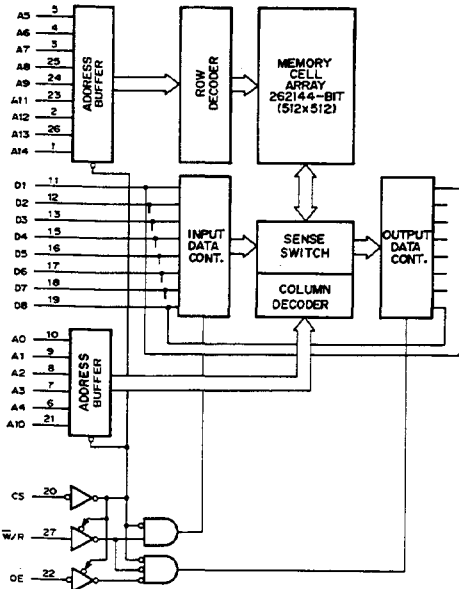 A5 5
A6 4
A7 3
A8 25
A9 24
A11 23
A12 2
A13 26
A14 1
ADDRESS
BUFFER
ROW
DECODER
MEMORY
CELL
ARRAY
262144-BIT
(512x512)
D1 11
D2 12
D3 13
D4 15
D5 16
D6 17
D7 18
D8 19
INPUT
DATA
CONT.
SENSE
SWITCH
COLUMN
DECODER
OUTPUT
DATA
CONT.
A0 10
A1 9
A2 8
A3 7
A4 6
A10 21
ADDRESS
BUFFER
CS 20
W̅/R 27
OE 22